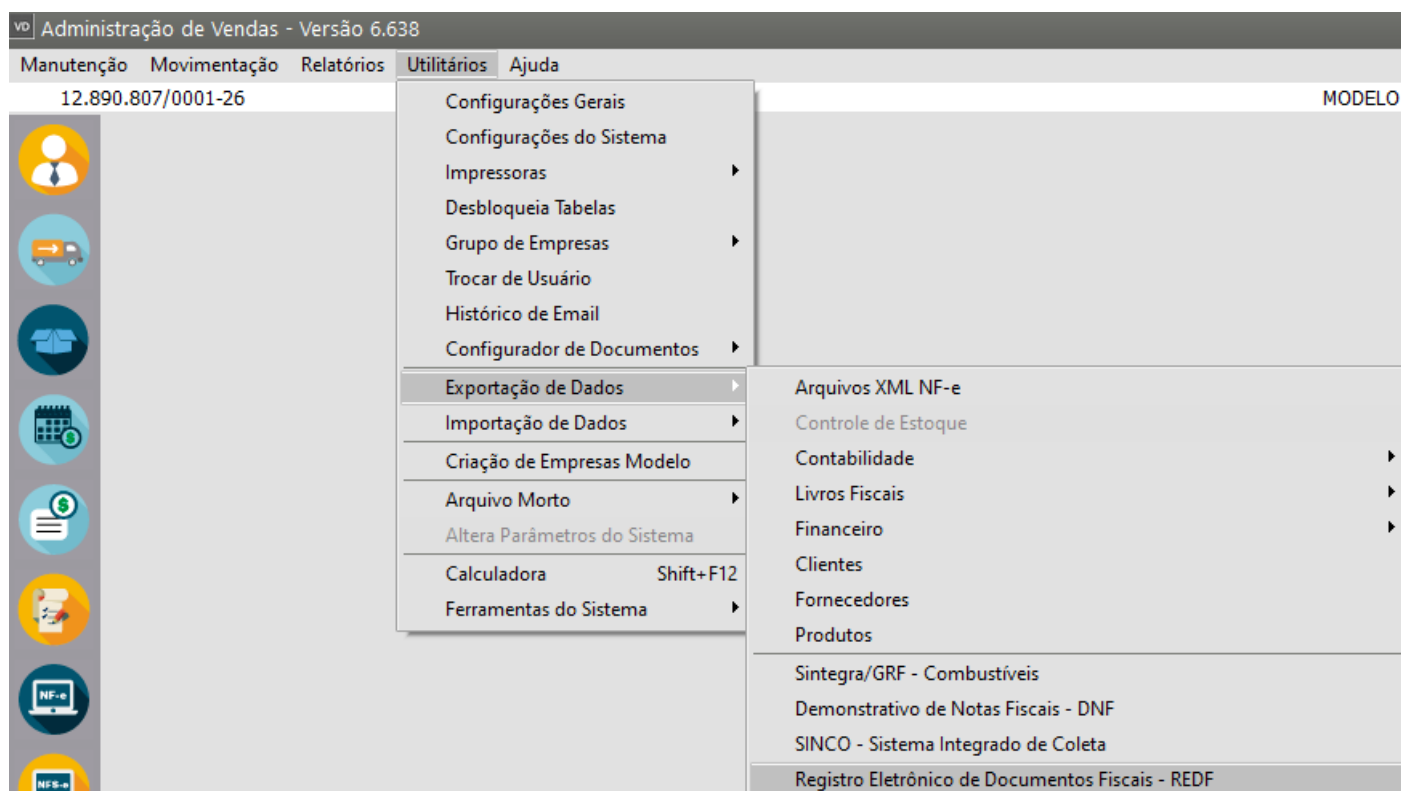 VD Administração de Vendas - Versão 6.638
Manutenção Movimentação Relatórios Utilitários Ajuda
12.890.807/0001-26 MODELO
Configurações Gerais
Configurações do Sistema
Impressoras
Desbloqueia Tabelas
Grupo de Empresas
Trocar de Usuário
Histórico de Email
Configurador de Documentos
Exportação de Dados
Importação de Dados
Criação de Empresas Modelo
Arquivo Morto
Altera Parâmetros do Sistema
Calculadora Shift+F12
Ferramentas do Sistema
Arquivos XML NF-e
Controle de Estoque
Contabilidade
Livros Fiscais
Financeiro
Clientes
Fornecedores
Produtos
Sintegra/GRF - Combustíveis
Demonstrativo de Notas Fiscais - DNF
SINCO - Sistema Integrado de Coleta
Registro Eletrônico de Documentos Fiscais - REDF
$
$
NF-e
NFS-e